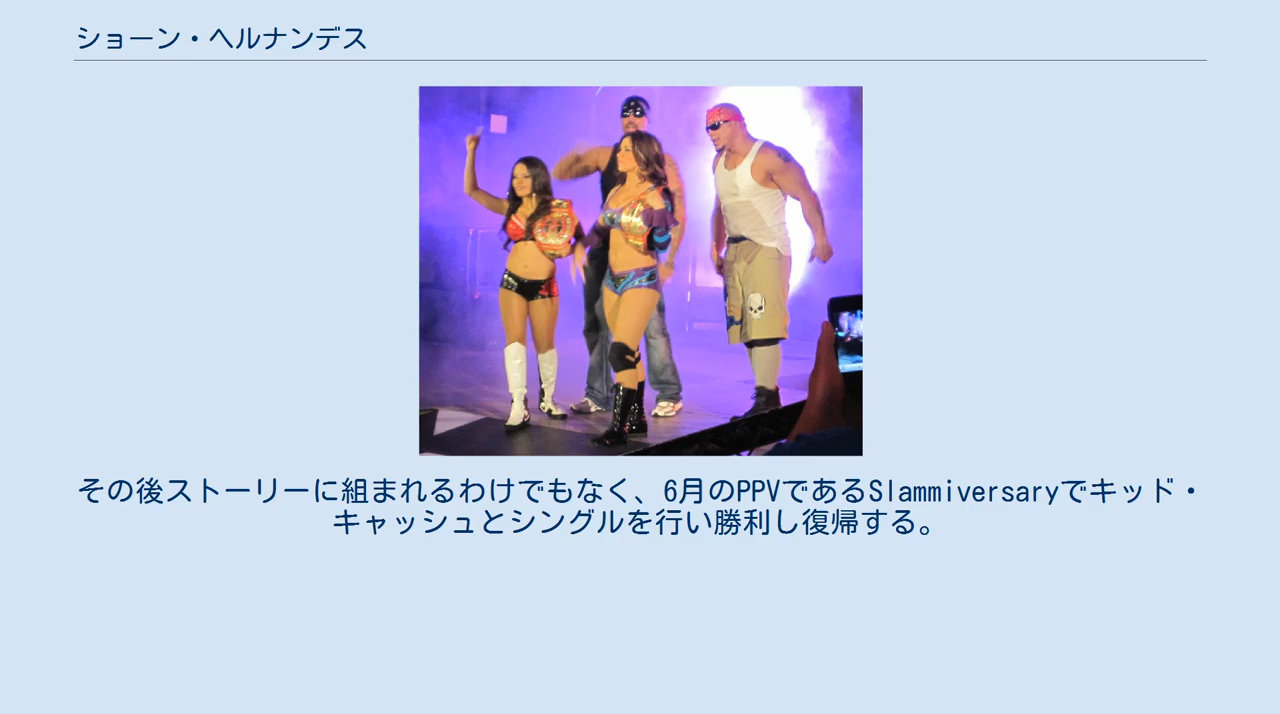 ショーン・ヘルナンデス
その後ストーリーに組まれるわけでもなく、6月のPPVであるSlammiversaryでキッド・
キャッシュとシングルを行い勝利し復帰する。